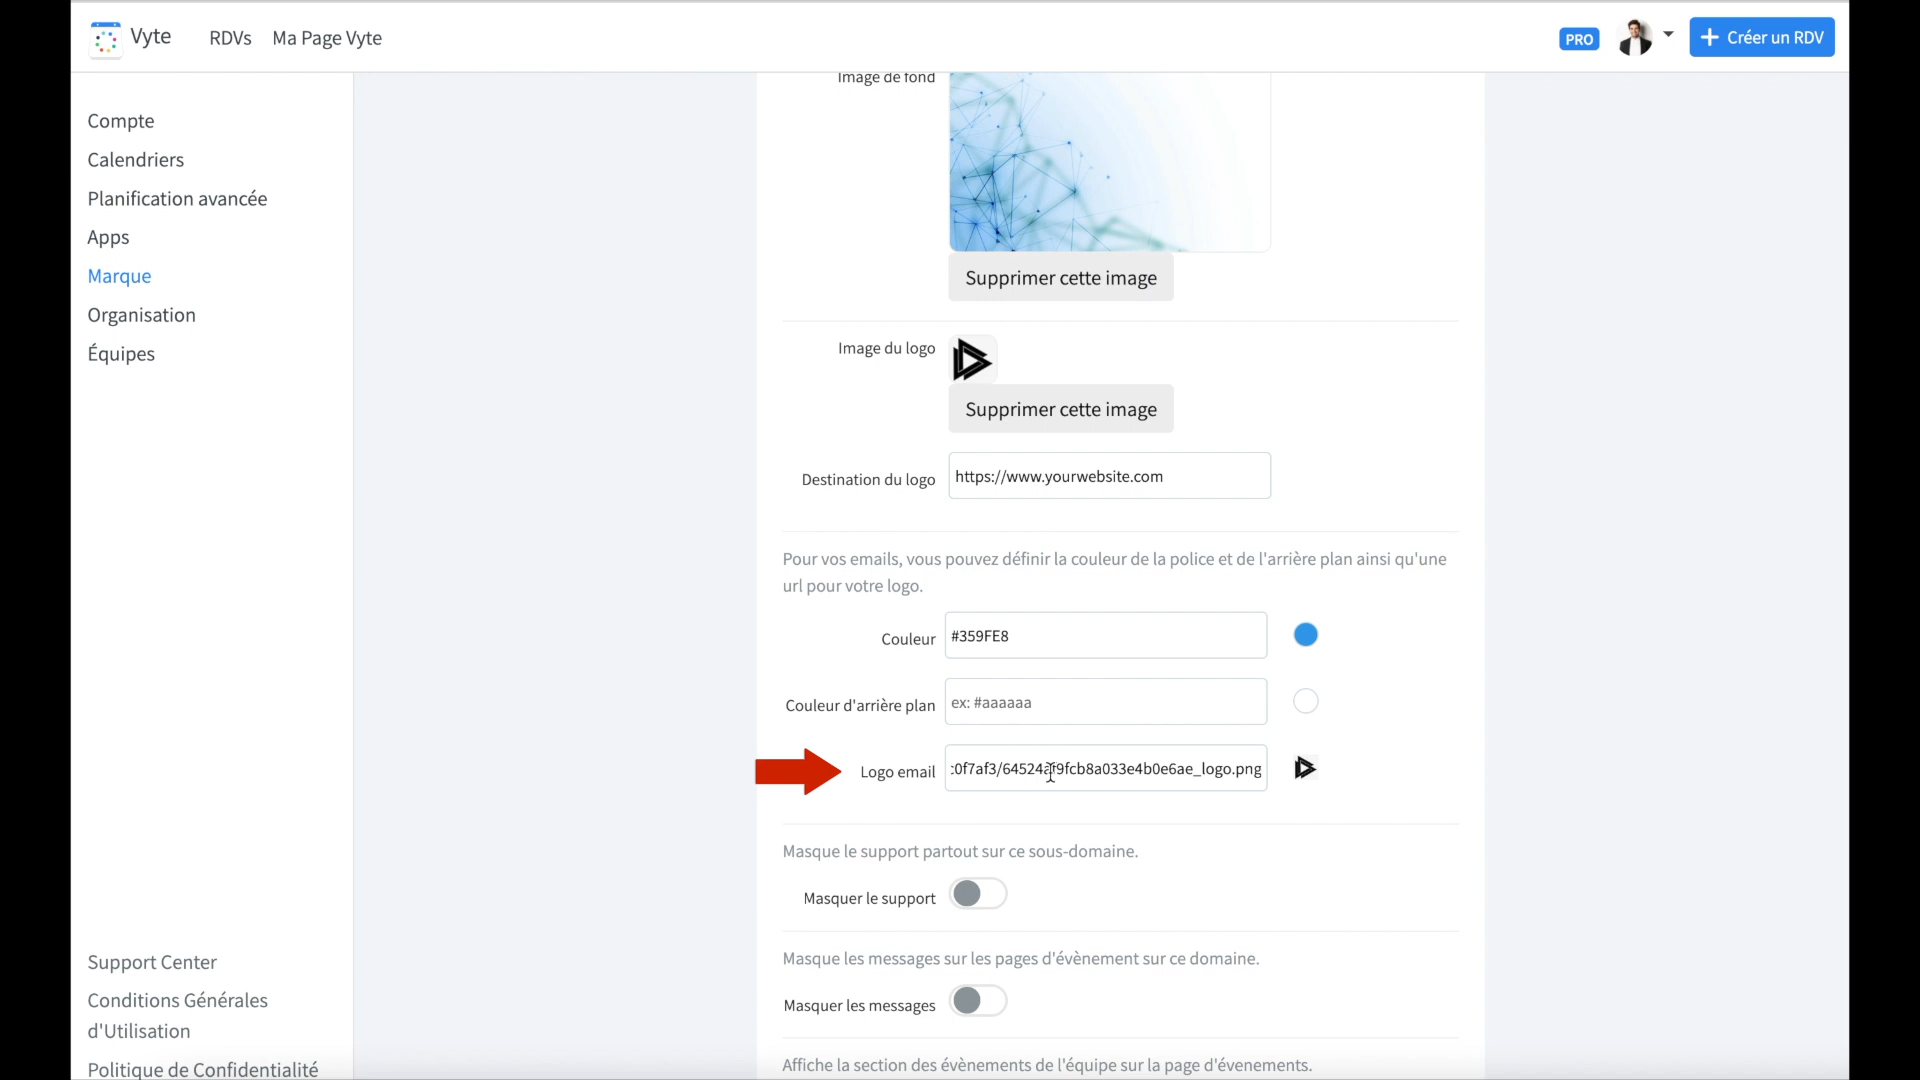 Vyte
RDVs
Ma Page Vyte
PRO
Créer un RDV
Compte
Calendriers
Planification avancée
Apps
Marque
Organisation
Équipes
Support Center
Conditions Générales
d'Utilisation
Politique de Confidentialité
Image de fond
Supprimer cette image
Image du logo
Supprimer cette image
Destination du logo
https://www.yourwebsite.com
Pour vos emails, vous pouvez définir la couleur de la police et de l'arrière plan ainsi qu'une
url pour votre logo.
Couleur
#359FE8
Couleur d'arrière plan
ex: #aaaaaa
Logo email
:0f7af3/64524af9fcb8a033e4b0e6ae_logo.png
Masque le support partout sur ce sous-domaine.
Masquer le support
Masque les messages sur les pages d'évènement sur ce domaine.
Masquer les messages
Affiche la section des évènements de l'équipe sur la page d'évenements.